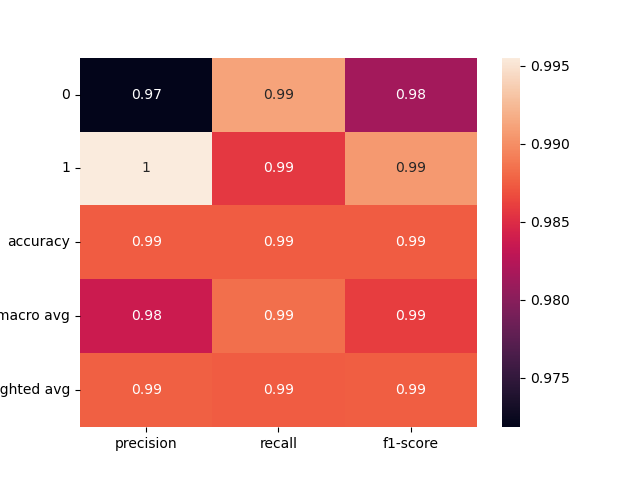 0 0.97 0.99 0.98
1 1 0.99 0.99
accuracy 0.99 0.99 0.99
macro avg 0.98 0.99 0.99
ghted avg 0.99 0.99 0.99
precision recall f1-score
0.995
0.990
0.985
0.980
0.975